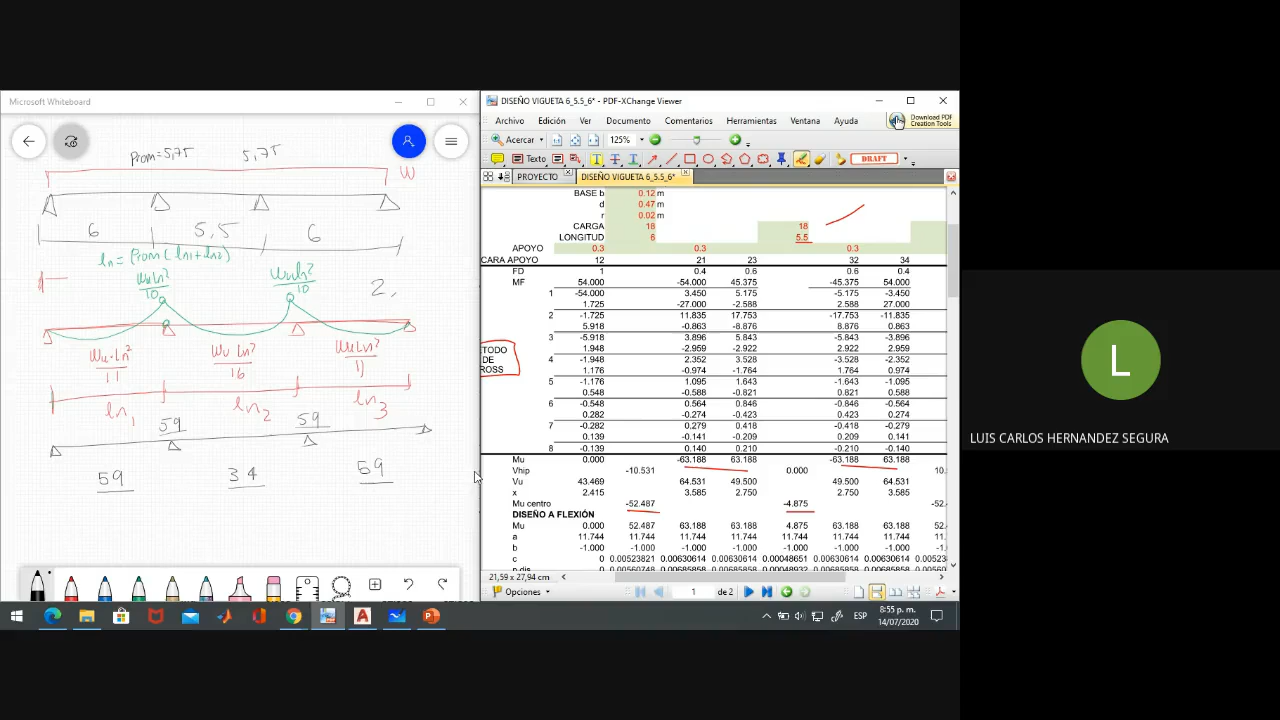 Microsoft Whiteboard
Prom=5,75
5,75
W
6
5,5
6
ln= Prom(ln1+ln2)
Wu·ln²/10
Wu·ln²/10
2,
Wu·ln²/11
Wu·ln²/16
Wu·ln²/11
ln1
ln2
ln3
59
59
59
34
59
DISEÑO VIGUETA 6_5.5_6* - PDF-XChange Viewer
Archivo Edición Ver Documento Comentarios Herramientas Ventana Ayuda
Download PDF Creation Tools
Acercar 125%
Texto T T T DRAFT
PROYECTO DISEÑO VIGUETA 6_5.5_6*
BASE b 0.12 m
d 0.47 m
r 0.02 m
CARGA 18 18
LONGITUD 6 5.5
APOYO 0.3 0.3 0.3
CARA APOYO 12 21 23 32 34
FD 1 0.4 0.6 0.6 0.4
MF 54.000 -54.000 45.375 -45.375 54.000
1 -54.000 3.450 5.175 -5.175 -3.450
1.725 -27.000 -2.588 2.588 27.000
2 -1.725 11.835 17.753 -17.753 -11.835
5.918 -0.863 -8.876 8.876 0.863
3 -5.918 3.896 5.843 -5.843 -3.896
1.948 -2.959 -2.922 2.922 2.959
4 -1.948 2.352 3.528 -3.528 -2.352
1.176 -0.974 -1.764 1.764 0.974
5 -1.176 1.095 1.643 -1.643 -1.095
0.548 -0.588 -0.821 0.821 0.588
6 -0.548 0.564 0.846 -0.846 -0.564
0.282 -0.274 -0.423 0.423 0.274
7 -0.282 0.279 0.418 -0.418 -0.279
0.139 -0.141 -0.209 0.209 0.141
8 -0.139 0.140 0.210 -0.210 -0.140
TODO
DE
ROSS
Mu 0.000 -63.188 63.188 -63.188 63.188
Vhip -10.531 0.000 10.
Vu 43.469 64.531 49.500 49.500 64.531
x 2.415 3.585 2.750 2.750 3.585
Mu centro -52.487 -4.875 -52.
DISEÑO A FLEXIÓN
Mu 0.000 52.487 63.188 63.188 4.875 63.188 63.188 52.
a 11.744 11.744 11.744 11.744 11.744 11.744 11.744 11.
b -1.000 -1.000 -1.000 -1.000 -1.000 -1.000 -1.000 -1.
c 0 0.00523821 0.00630614 0.00630614 0.00048651 0.00630614 0.00630614 0.0052
21,59 x 27,94 cm
Opciones 1 de 2
8:55 p. m.
ESP
14/07/2020
L
LUIS CARLOS HERNANDEZ SEGURA